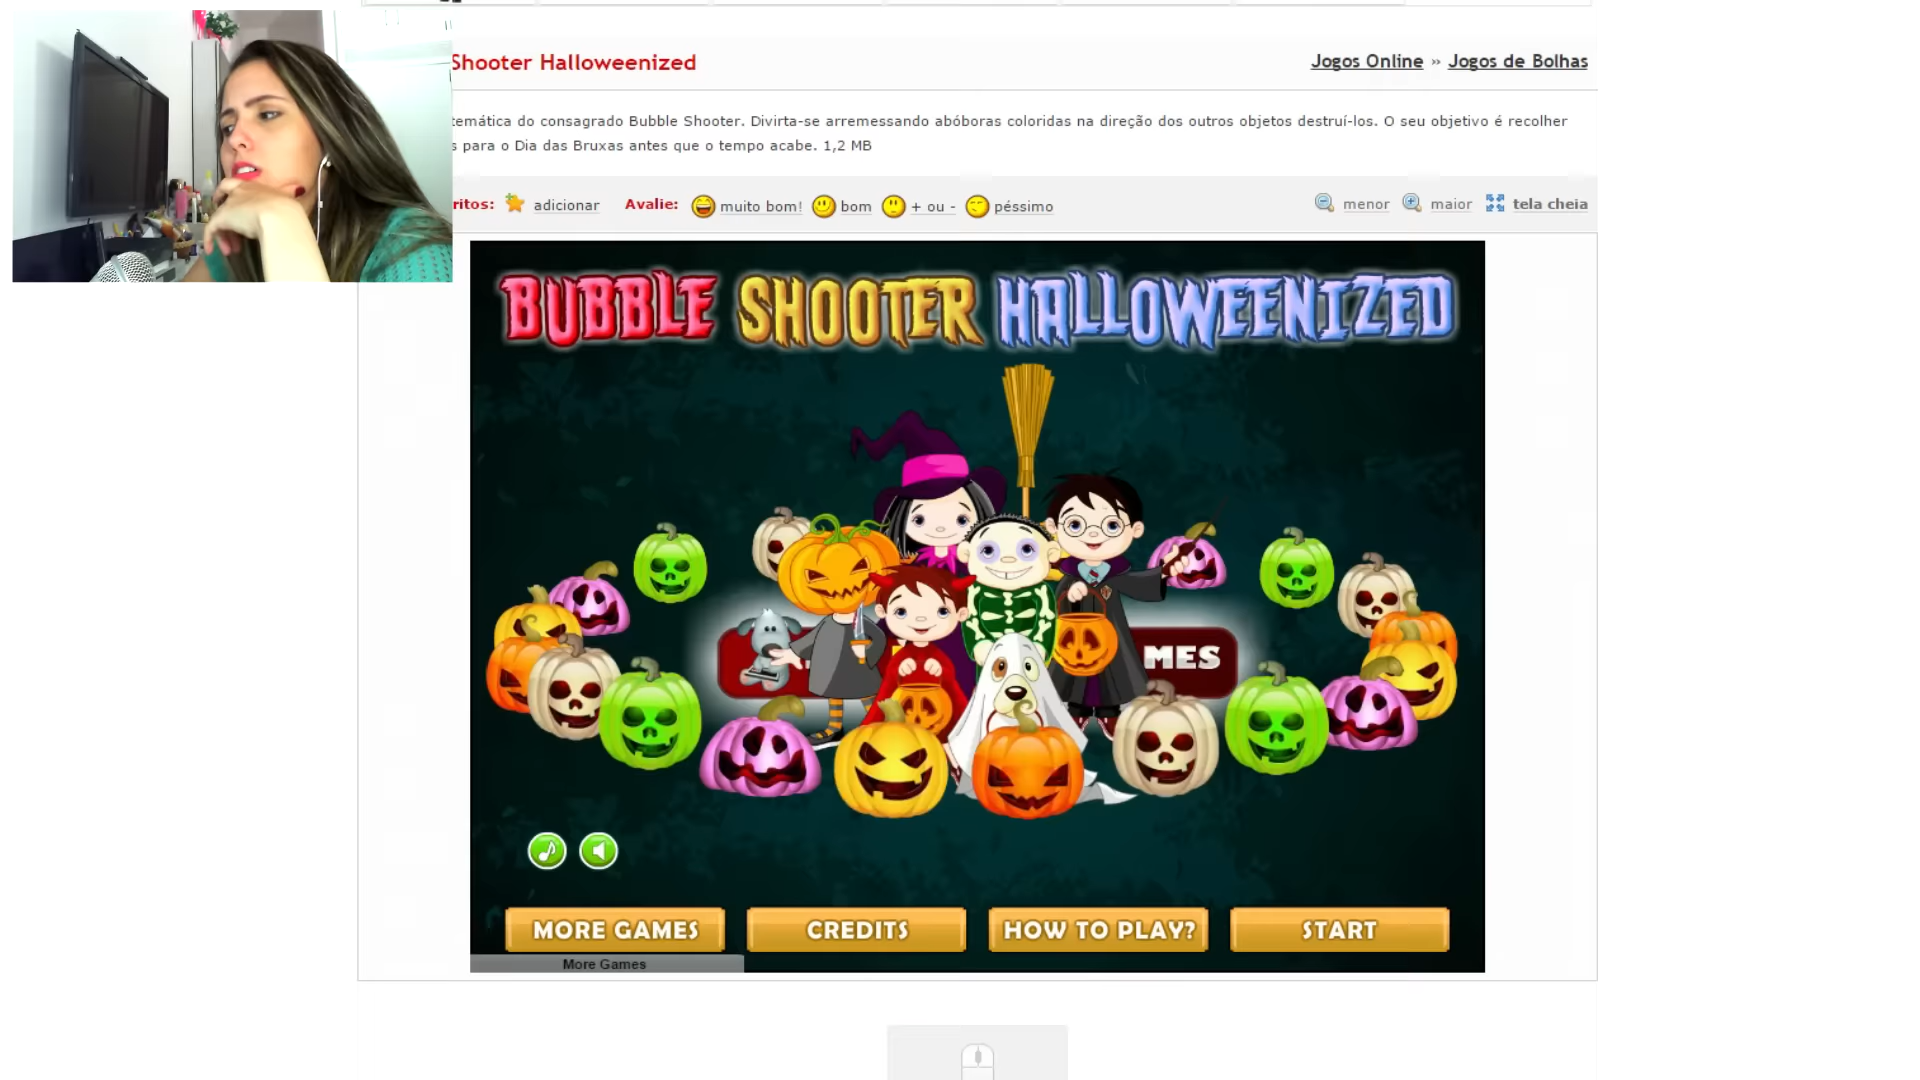 Shooter Halloweenized
Jogos Online » Jogos de Bolhas
temática do consagrado Bubble Shooter. Divirta-se arremessando abóboras coloridas na direção dos outros objetos destruí-los. O seu objetivo é recolher
s para o Dia das Bruxas antes que o tempo acabe. 1,2 MB
ritos: adicionar Avalie: muito bom! bom + ou - péssimo
menor maior tela cheia
BUBBLE SHOOTER HALLOWEENIZED
MES
MORE GAMES
CREDITS
HOW TO PLAY?
START
More Games